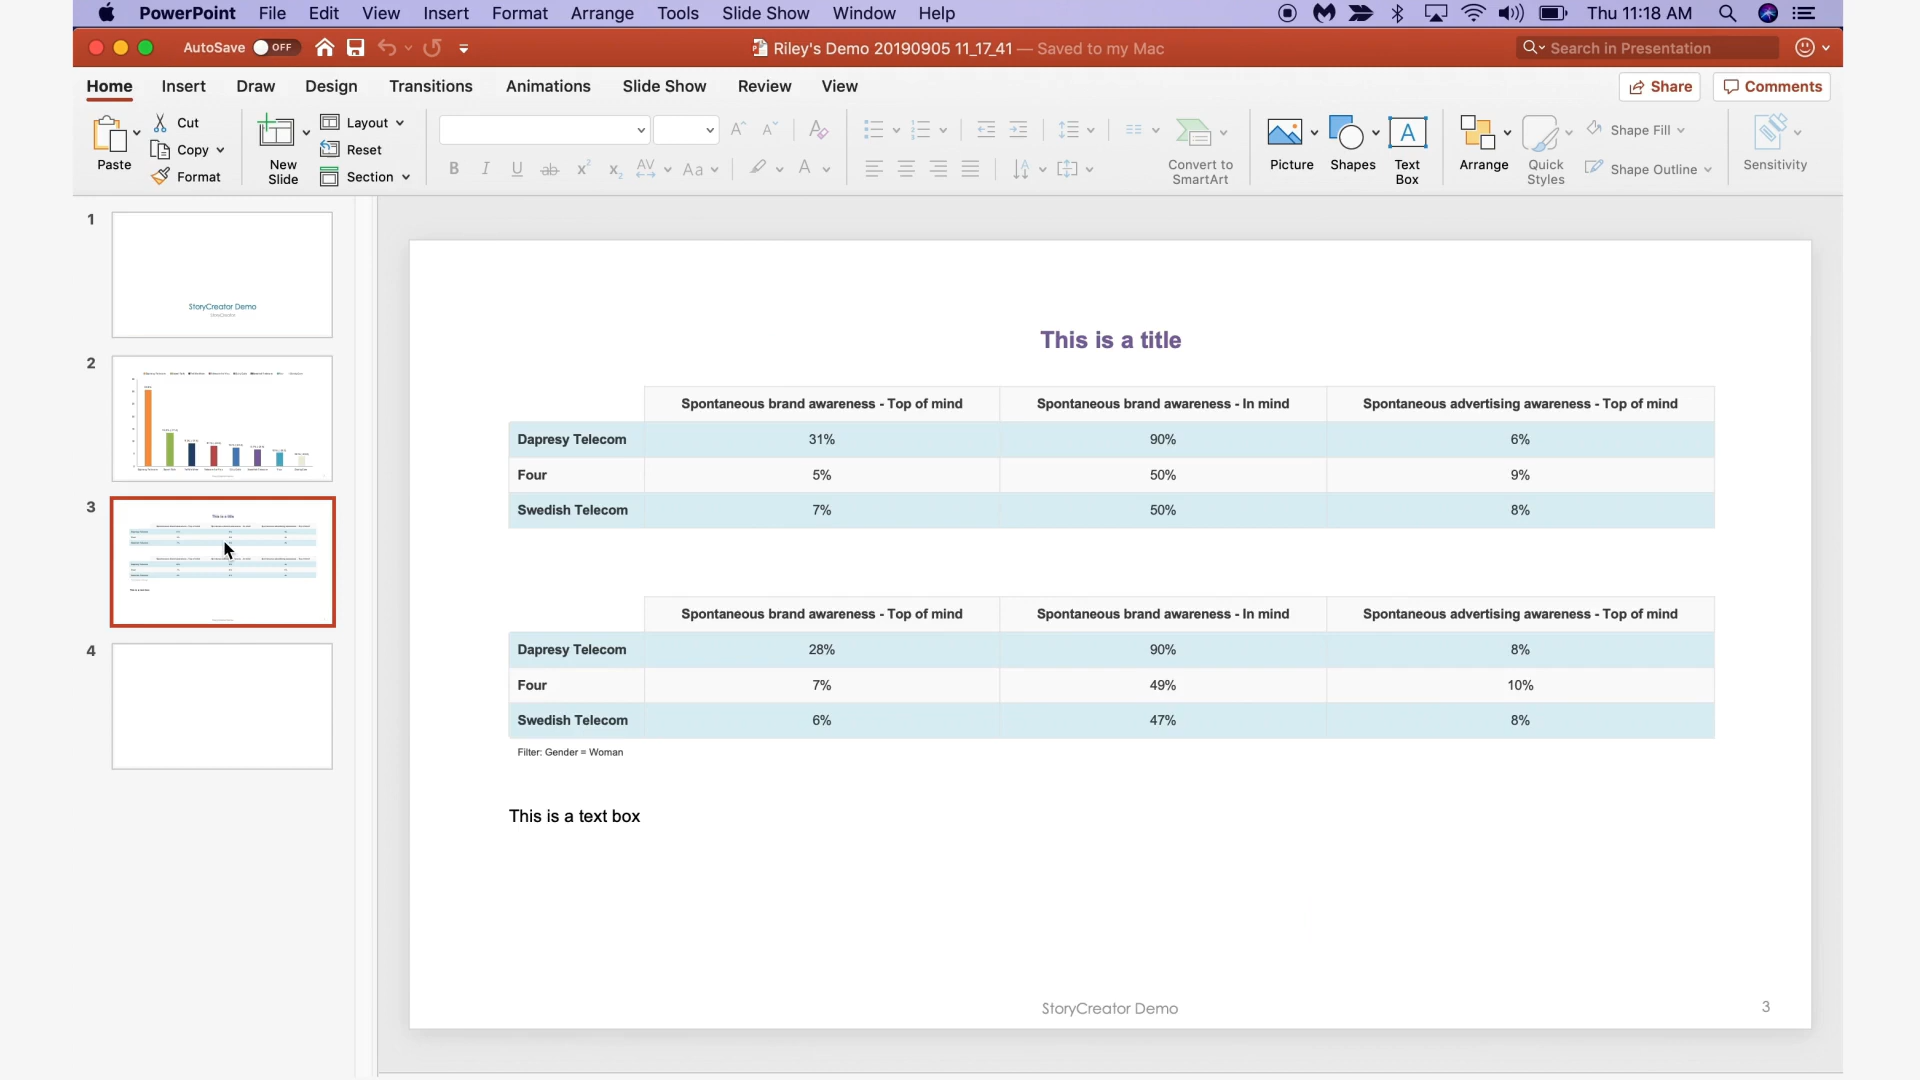 PowerPoint File Edit View Insert Format Arrange Tools Slide Show Window Help Thu 11:18 AM
AutoSave OFF Riley's Demo 20190905 11_17_41 — Saved to my Mac Search in Presentation
Home Insert Draw Design Transitions Animations Slide Show Review View Share Comments
Paste
Cut
Copy
Format
New Slide
Layout
Reset
Section
Convert to SmartArt
Picture
Shapes
Text Box
Arrange
Quick Styles
Shape Fill
Shape Outline
Sensitivity
1
StoryCreator Demo
2
3
4
This is a title
Spontaneous brand awareness - Top of mind Spontaneous brand awareness - In mind Spontaneous advertising awareness - Top of mind
Dapresy Telecom 31% 90% 6%
Four 5% 50% 9%
Swedish Telecom 7% 50% 8%
Spontaneous brand awareness - Top of mind Spontaneous brand awareness - In mind Spontaneous advertising awareness - Top of mind
Dapresy Telecom 28% 90% 8%
Four 7% 49% 10%
Swedish Telecom 6% 47% 8%
Filter: Gender = Woman
This is a text box
StoryCreator Demo 3